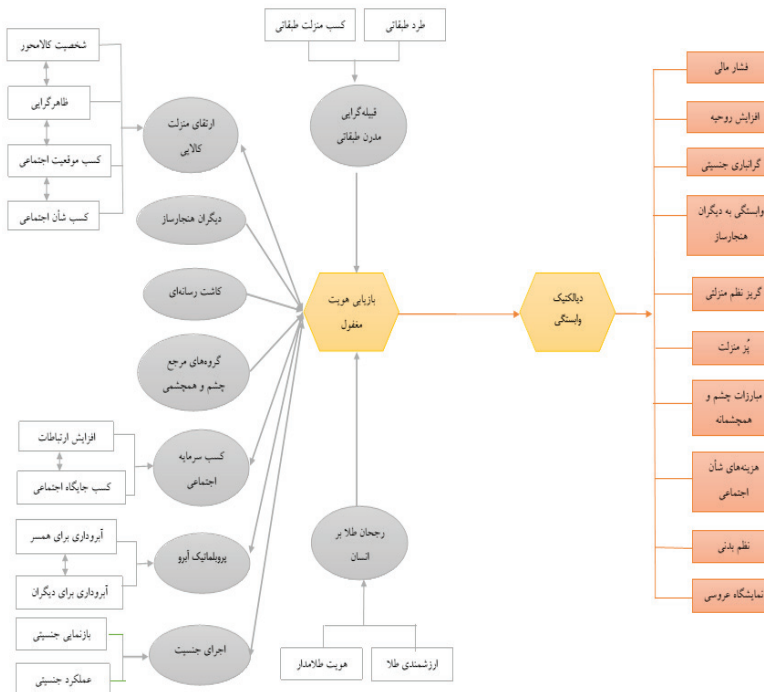 طرد طبقاتی
کسب منزلت طبقاتی
قبیله‌گرایی
مدرن طبقاتی
شخصیت کالامحور
ظاهرگرایی
کسب موقعیت اجتماعی
کسب شأن اجتماعی
ارتقای منزلت
کالایی
دیگران هنجارساز
کاشت رسانه‌ای
گروه‌های مرجع
چشم و همچشمی
کسب سرمایه
اجتماعی
افزایش ارتباطات
کسب جایگاه اجتماعی
پروبلماتیک آبرو
آبروداری برای همسر
آبروداری برای دیگران
اجرای جنسیت
بازنمایی جنسیتی
عملکرد جنسیتی
بازیابی هویت
مغفول
رجحان طلا بر
انسان
ارزشمندی طلا
هویت طلامدار
دیالکتیک
وابستگی
فشار مالی
افزایش روحیه
گرانباری جنسیتی
وابستگی به دیگران
هنجارساز
گریز نظم منزلتی
پُز منزلت
مبارزات چشم و
همچشمانه
هزینه‌های شأن
اجتماعی
نظم بدنی
نمایشگاه عروسی